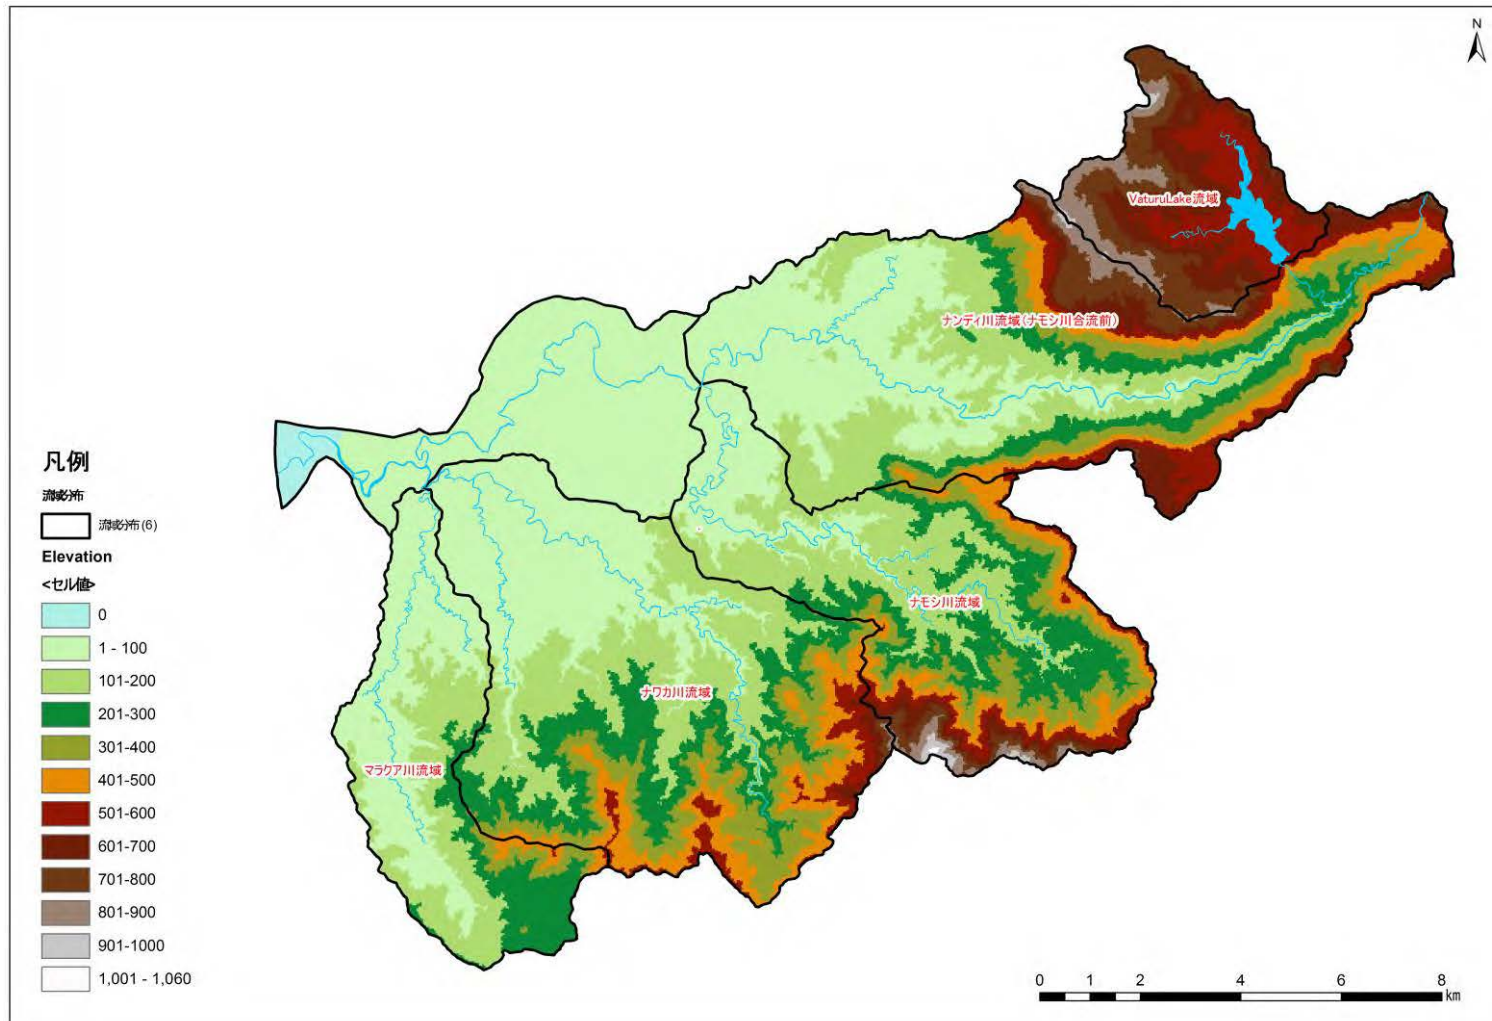 N
VaturuLake流域
ナンディ川流域(ナモシ川合流前)
ナモシ川流域
ナワカ川流域
マラクア川流域
凡例
流域分布
流域分布(6)
Elevation
<セル値>
0
1 - 100
101-200
201-300
301-400
401-500
501-600
601-700
701-800
801-900
901-1000
1,001 - 1,060
0 1 2 4 6 8
km